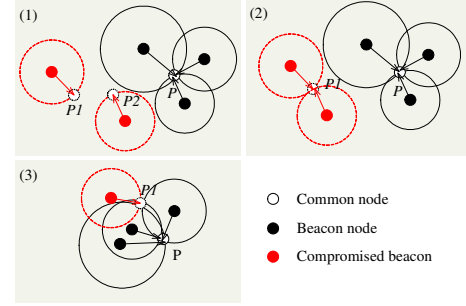 (1)
P
P1
P2
(2)
P1
P
(3)
P1
P
Common node
Beacon node
Compromised beacon